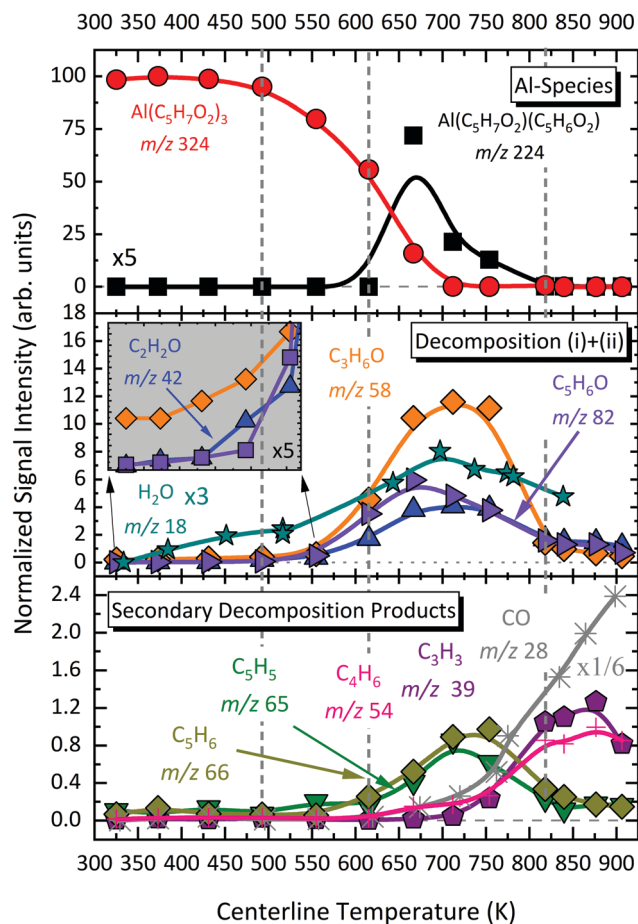 300 350 400 450 500 550 600 650 700 750 800 850 900
Normalized Signal Intensity (arb. units)
100
75
50
25
0
Al-Species
Al(C₅H₇O₂)₃
m/z 324
Al(C₅H₇O₂)(C₅H₆O₂)
m/z 224
x5
18
16
14
12
10
8
6
4
2
0
Decomposition (i)+(ii)
C₂H₂O
m/z 42
x5
C₃H₆O
m/z 58
C₅H₆O
m/z 82
H₂O x3
m/z 18
2.4
2.0
1.6
1.2
0.8
0.4
0.0
Secondary Decomposition Products
CO
m/z 28
x1/6
C₃H₃
m/z 39
C₅H₅
m/z 65
C₄H₆
m/z 54
C₅H₆
m/z 66
300 350 400 450 500 550 600 650 700 750 800 850 900
Centerline Temperature (K)